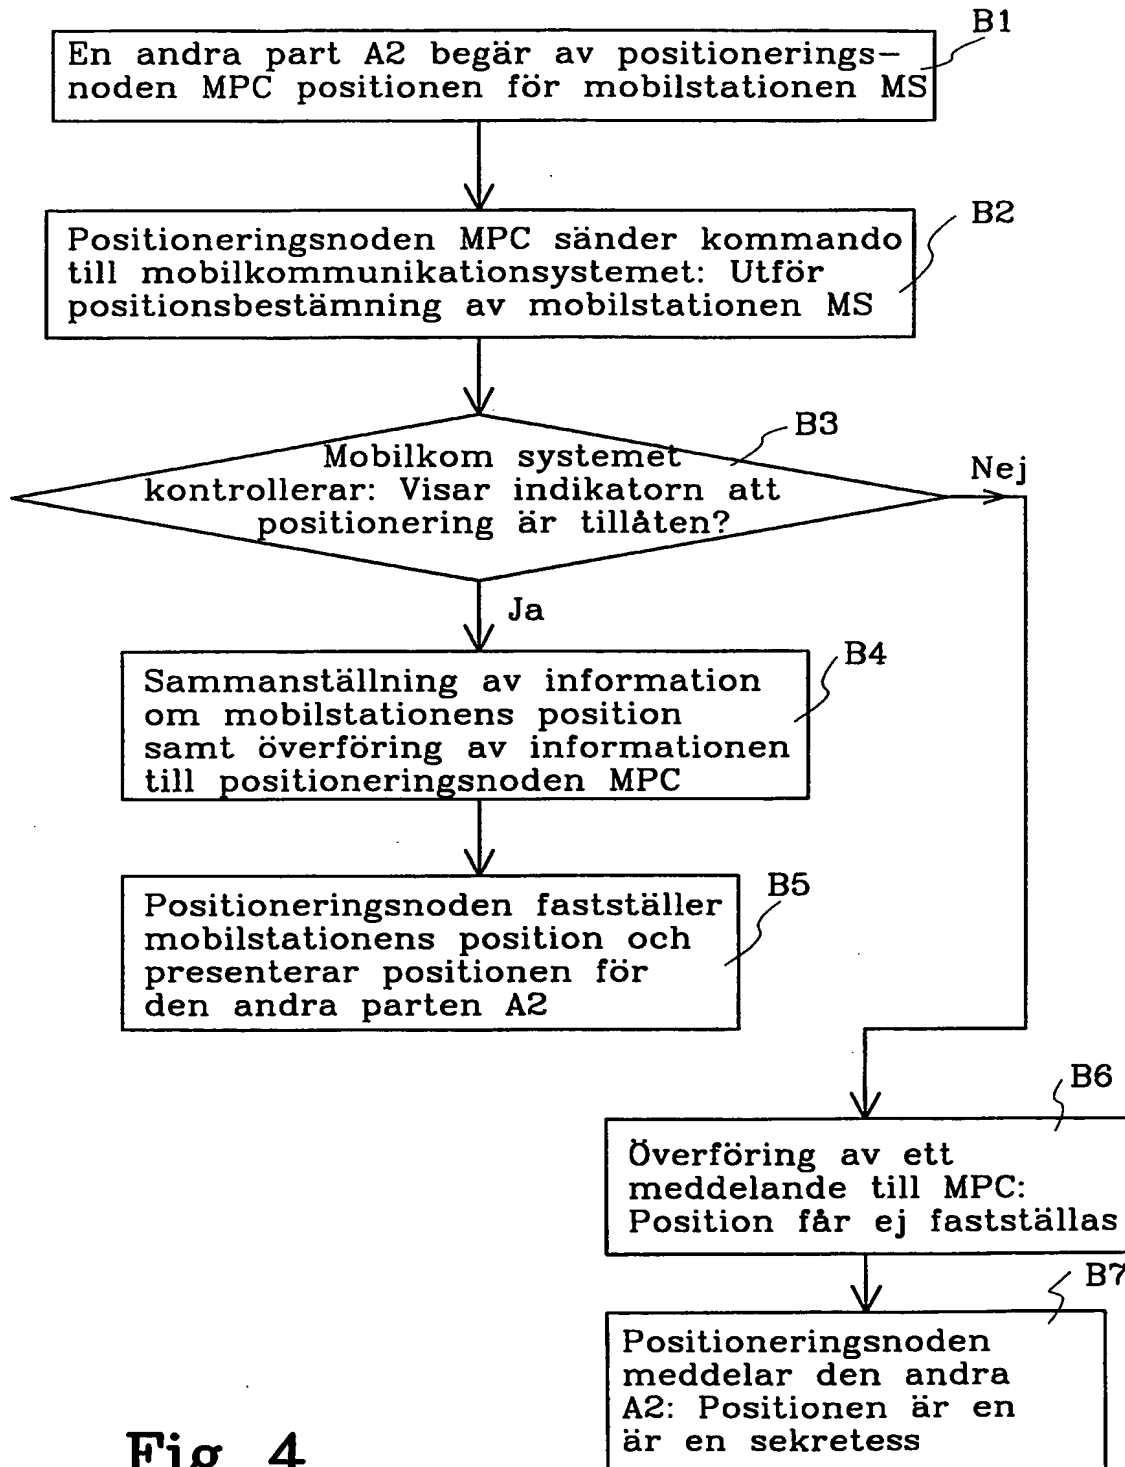 B1
En andra part A2 begär av positionerings-
noden MPC positionen för mobilstationen MS
B2
Positioneringsnoden MPC sänder kommando
till mobilkommunikationsystemet: Utför
positionsbestämning av mobilstationen MS
B3
Mobilkom systemet
kontrollerar: Visar indikatorn att
positionering är tillåten?
Nej
Ja
B4
Sammanställning av information
om mobilstationens position
samt överföring av informationen
till positioneringsnoden MPC
B5
Positioneringsnoden fastställer
mobilstationens position och
presenterar positionen för
den andra parten A2
B6
Överföring av ett
meddelande till MPC:
Position får ej fastställas
B7
Positioneringsnoden
meddelar den andra
A2: Positionen är en
är en sekretess
Fig 4